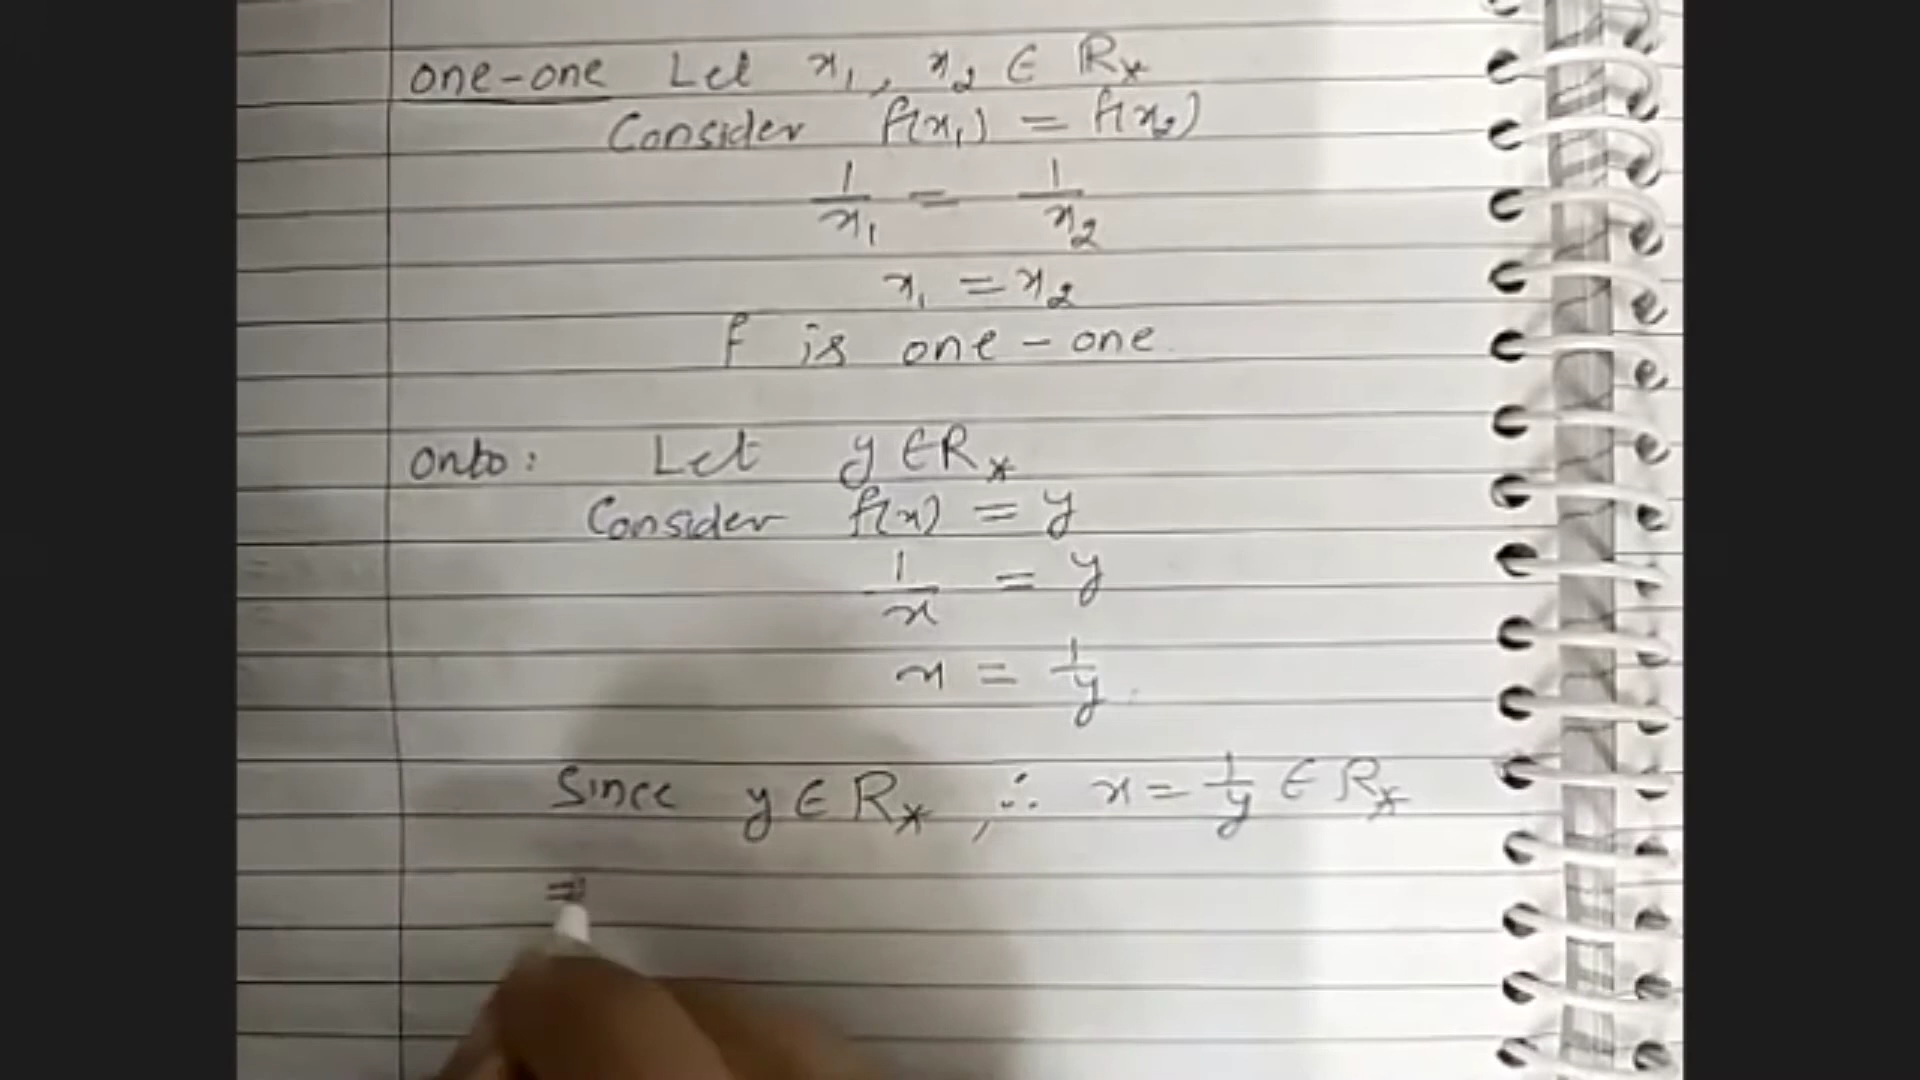 one-one Let x₁, x₂ ∈ R*
Consider f(x₁) = f(x₂)
1/x₁ = 1/x₂
x₁ = x₂
f is one-one
Onto: Let y ∈ R*
Consider f(x) = y
1/x = y
x = 1/y
Since y ∈ R*, ∴ x = 1/y ∈ R*
=